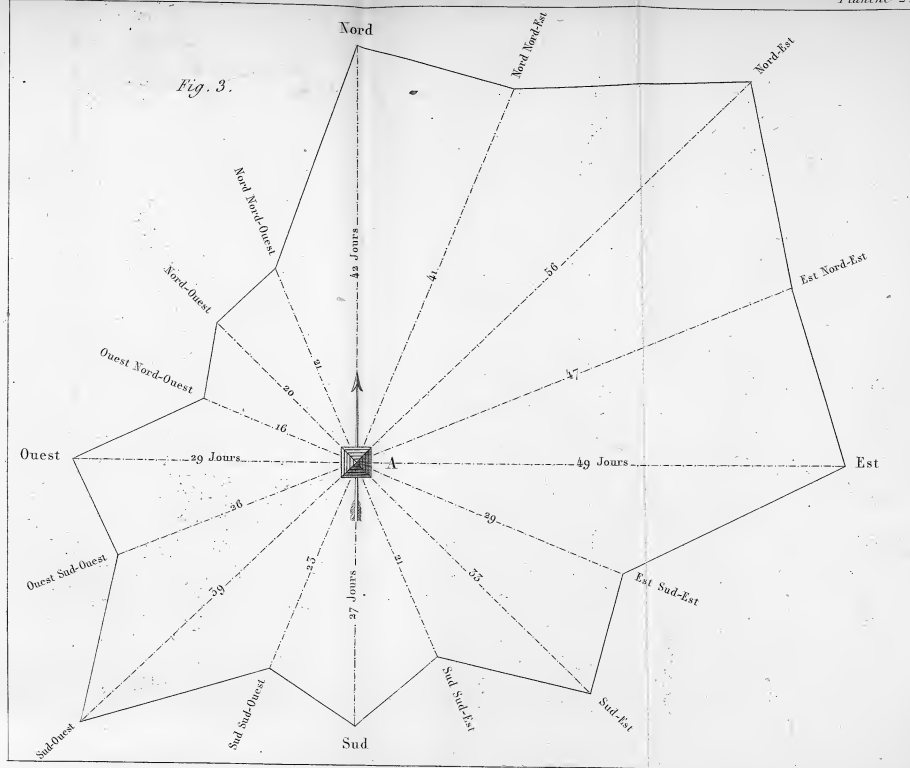 Planche 2
Nord
Nord Nord-Est
Nord-Est
Fig. 3.
Nord Nord-Ouest
42 Jours
41
56
Est Nord-Est
Nord-Ouest
Ouest Nord-Ouest
21
20
47
16
Ouest
29 Jours
A
49 Jours
Est
26
29
Ouest Sud-Ouest
39
23
27 Jours
21
33
Est Sud-Est
Sud Sud-Ouest
Sud Sud-Est
Sud-Ouest
Sud-Est
Sud